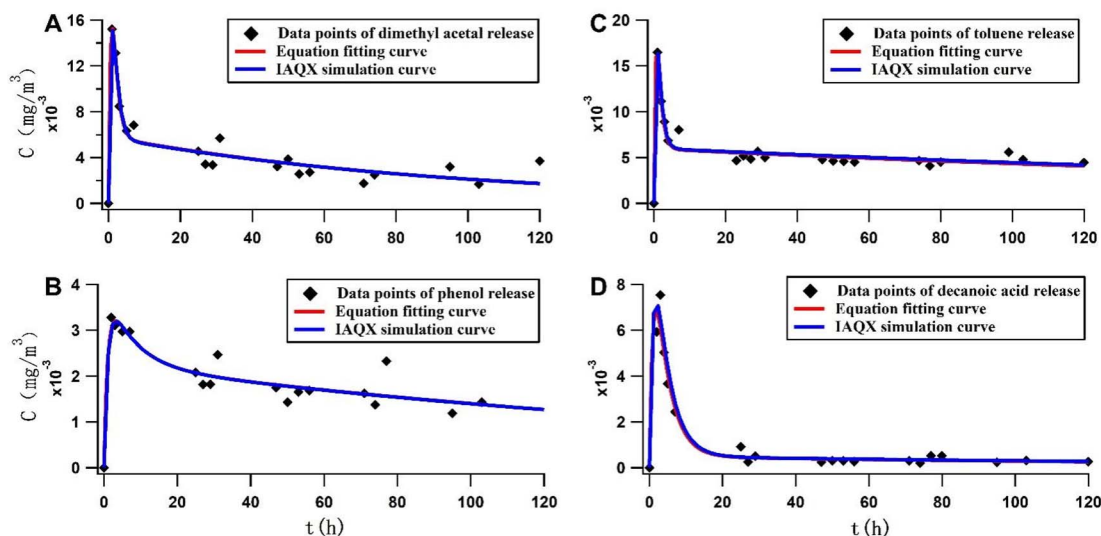 A
16
12
8
4
0
C (mg/m³)
x10⁻³
Data points of dimethyl acetal release
Equation fitting curve
IAQX simulation curve
0 20 40 60 80 100 120
C
20
15
10
5
0
x10⁻³
Data points of toluene release
Equation fitting curve
IAQX simulation curve
0 20 40 60 80 100 120
B
4
3
2
1
0
C (mg/m³)
x10⁻³
Data points of phenol release
Equation fitting curve
IAQX simulation curve
0 20 40 60 80 100 120
t(h)
D
8
6
4
2
0
x10⁻³
Data points of decanoic acid release
Equation fitting curve
IAQX simulation curve
0 20 40 60 80 100 120
t(h)